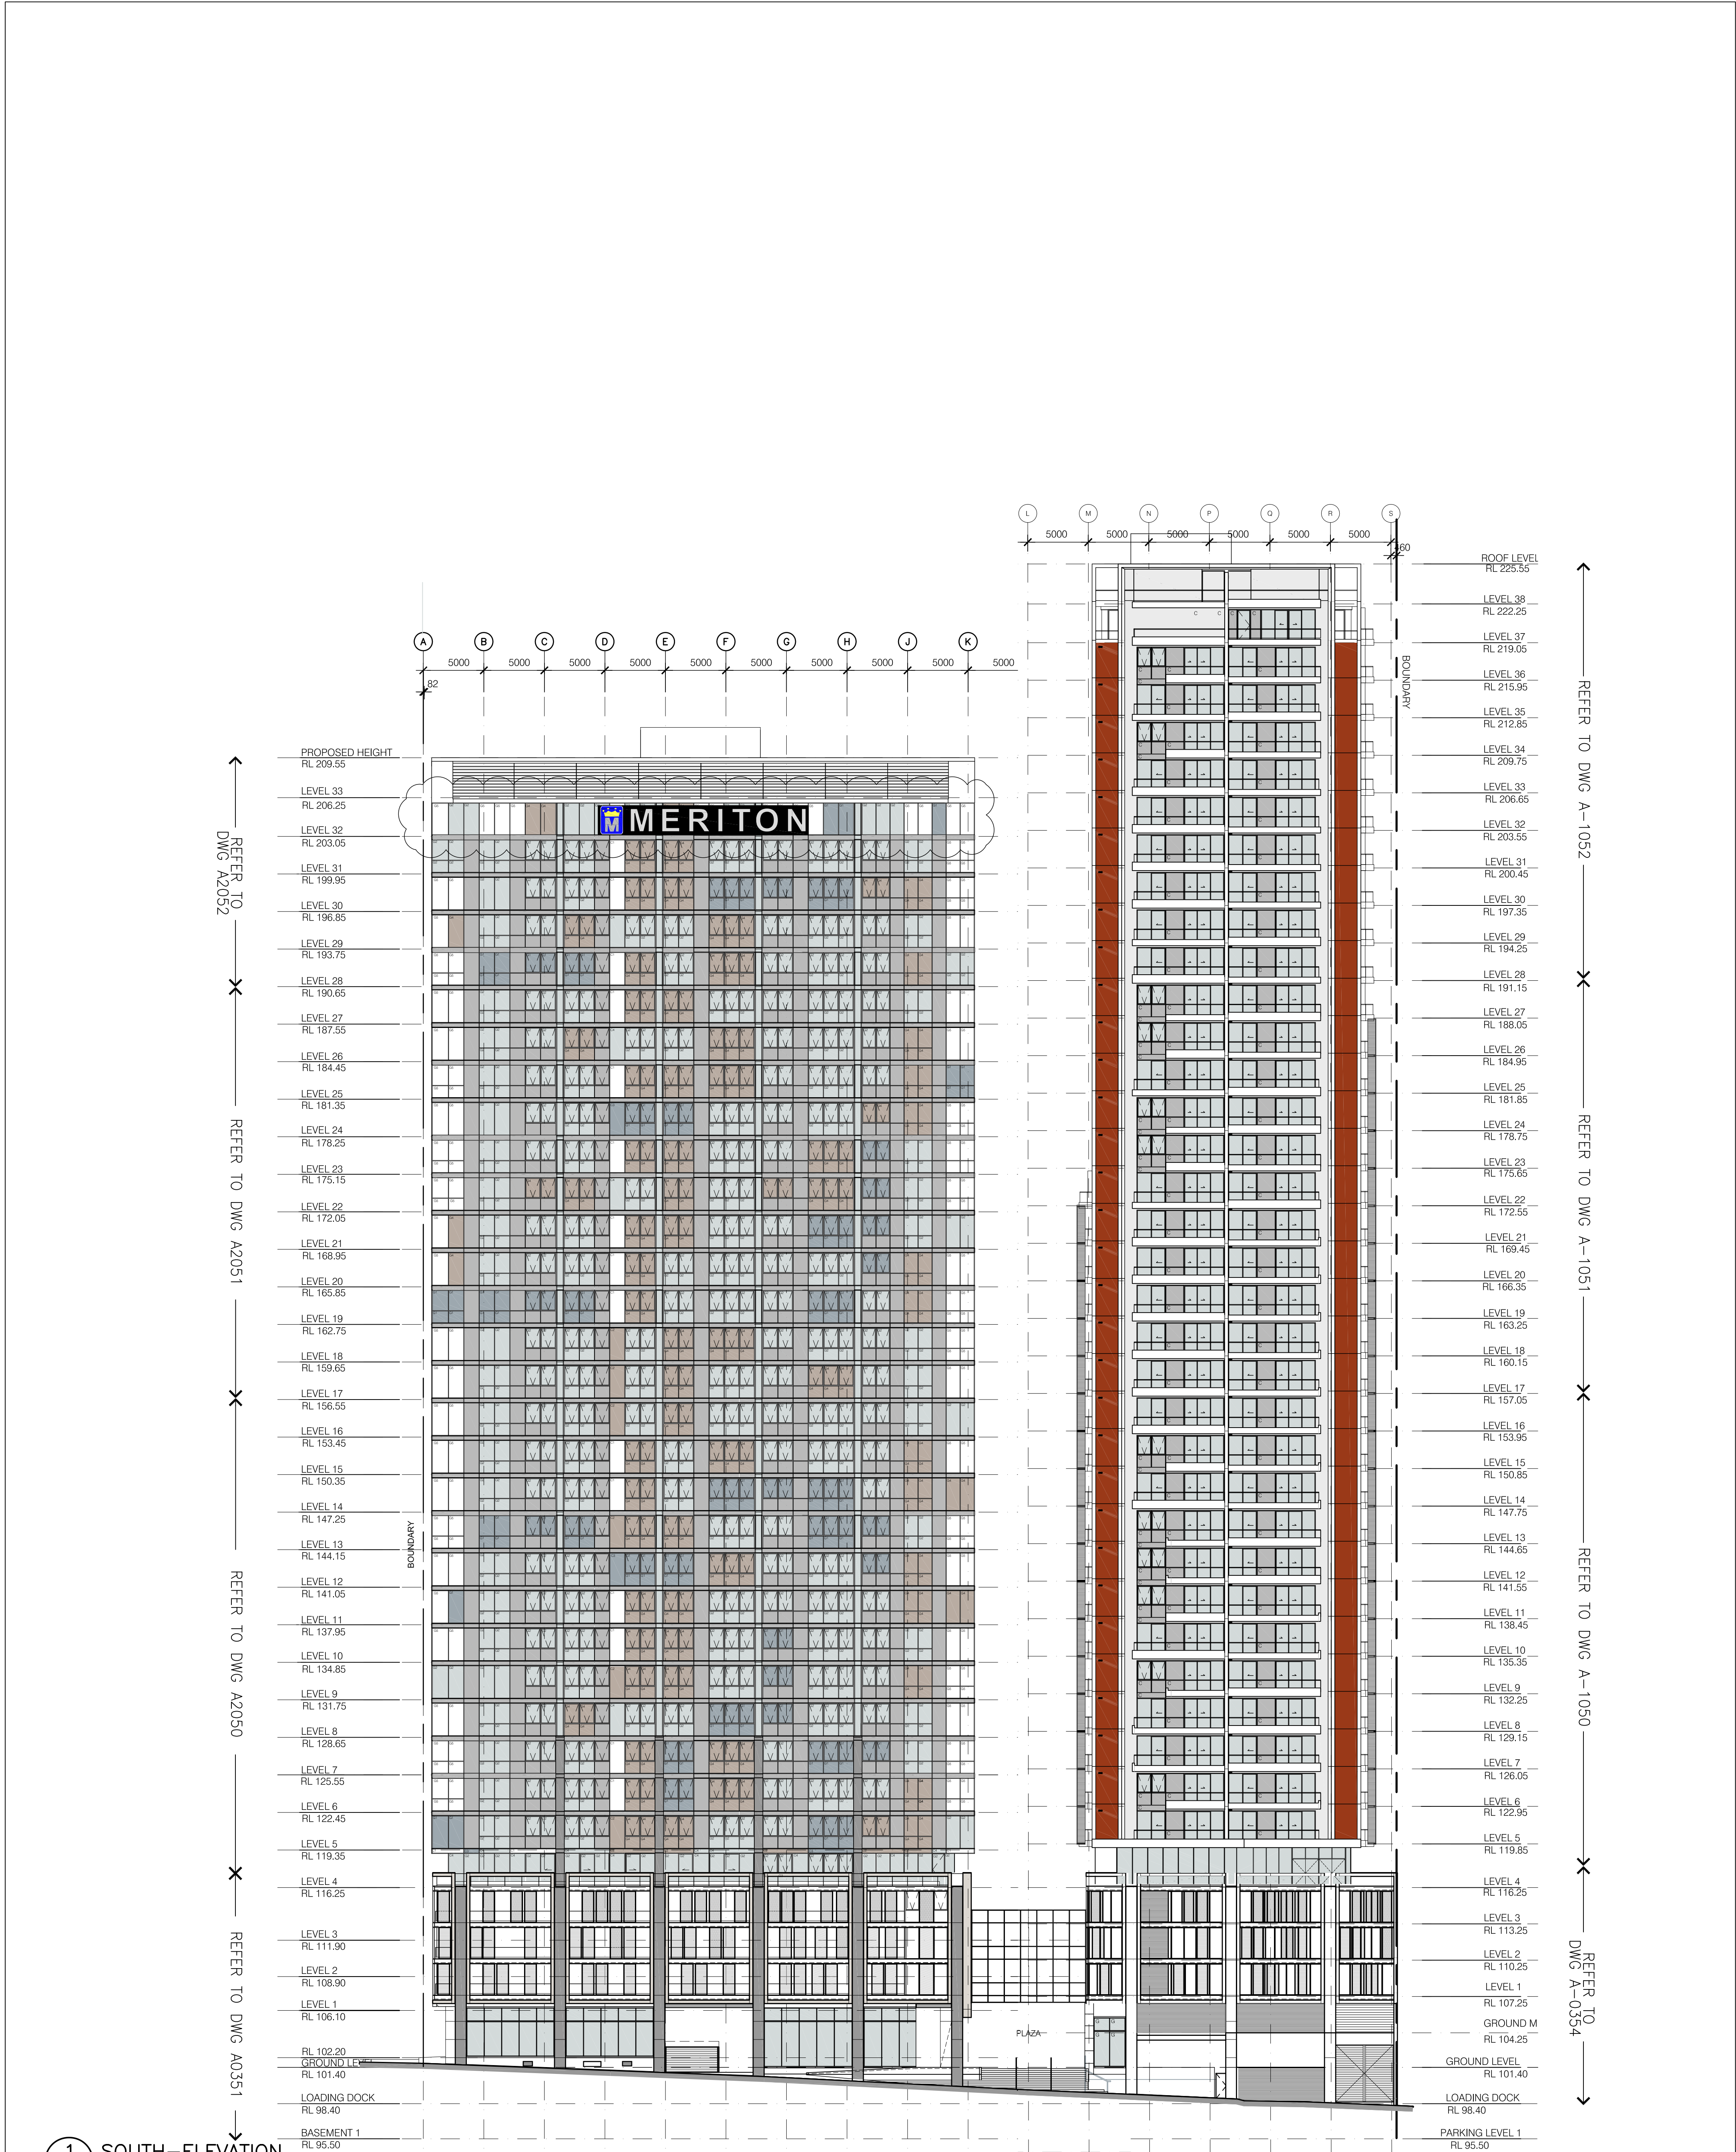 L
M
N
P
Q
R
S
5000
5000
5000
5000
5000
5000
460
ROOF LEVEL
RL 225.55
LEVEL 38
RL 222.25
LEVEL 37
RL 219.05
LEVEL 36
RL 215.95
LEVEL 35
RL 212.85
LEVEL 34
RL 209.75
LEVEL 33
RL 206.65
LEVEL 32
RL 203.55
LEVEL 31
RL 200.45
LEVEL 30
RL 197.35
LEVEL 29
RL 194.25
LEVEL 28
RL 191.15
LEVEL 27
RL 188.05
LEVEL 26
RL 184.95
LEVEL 25
RL 181.85
LEVEL 24
RL 178.75
LEVEL 23
RL 175.65
LEVEL 22
RL 172.55
LEVEL 21
RL 169.45
LEVEL 20
RL 166.35
LEVEL 19
RL 163.25
LEVEL 18
RL 160.15
LEVEL 17
RL 157.05
LEVEL 16
RL 153.95
LEVEL 15
RL 150.85
LEVEL 14
RL 147.75
LEVEL 13
RL 144.65
LEVEL 12
RL 141.55
LEVEL 11
RL 138.45
LEVEL 10
RL 135.35
LEVEL 9
RL 132.25
LEVEL 8
RL 129.15
LEVEL 7
RL 126.05
LEVEL 6
RL 122.95
LEVEL 5
RL 119.85
LEVEL 4
RL 116.25
LEVEL 3
RL 113.25
LEVEL 2
RL 110.25
LEVEL 1
RL 107.25
GROUND M
RL 104.25
GROUND LEVEL
RL 101.40
LOADING DOCK
RL 98.40
PARKING LEVEL 1
RL 95.50
BOUNDARY
REFER TO DWG A-1052
REFER TO DWG A-1051
REFER TO DWG A-1050
REFER TO
DWG A-0354
A
B
C
D
E
F
G
H
J
K
5000
5000
5000
5000
5000
5000
5000
5000
5000
5000
82
MERITON
M
PROPOSED HEIGHT
RL 209.55
LEVEL 33
RL 206.25
LEVEL 32
RL 203.05
LEVEL 31
RL 199.95
LEVEL 30
RL 196.85
LEVEL 29
RL 193.75
LEVEL 28
RL 190.65
LEVEL 27
RL 187.55
LEVEL 26
RL 184.45
LEVEL 25
RL 181.35
LEVEL 24
RL 178.25
LEVEL 23
RL 175.15
LEVEL 22
RL 172.05
LEVEL 21
RL 168.95
LEVEL 20
RL 165.85
LEVEL 19
RL 162.75
LEVEL 18
RL 159.65
LEVEL 17
RL 156.55
LEVEL 16
RL 153.45
LEVEL 15
RL 150.35
LEVEL 14
RL 147.25
LEVEL 13
RL 144.15
LEVEL 12
RL 141.05
LEVEL 11
RL 137.95
LEVEL 10
RL 134.85
LEVEL 9
RL 131.75
LEVEL 8
RL 128.65
LEVEL 7
RL 125.55
LEVEL 6
RL 122.45
LEVEL 5
RL 119.35
LEVEL 4
RL 116.25
LEVEL 3
RL 111.90
LEVEL 2
RL 108.90
LEVEL 1
RL 106.10
RL 102.20
GROUND LEVEL
RL 101.40
LOADING DOCK
RL 98.40
BASEMENT 1
RL 95.50
BOUNDARY
REFER TO
DWG A2052
REFER TO DWG A2051
REFER TO DWG A2050
REFER TO DWG A0351
PLAZA
1
SOUTH-ELEVATION